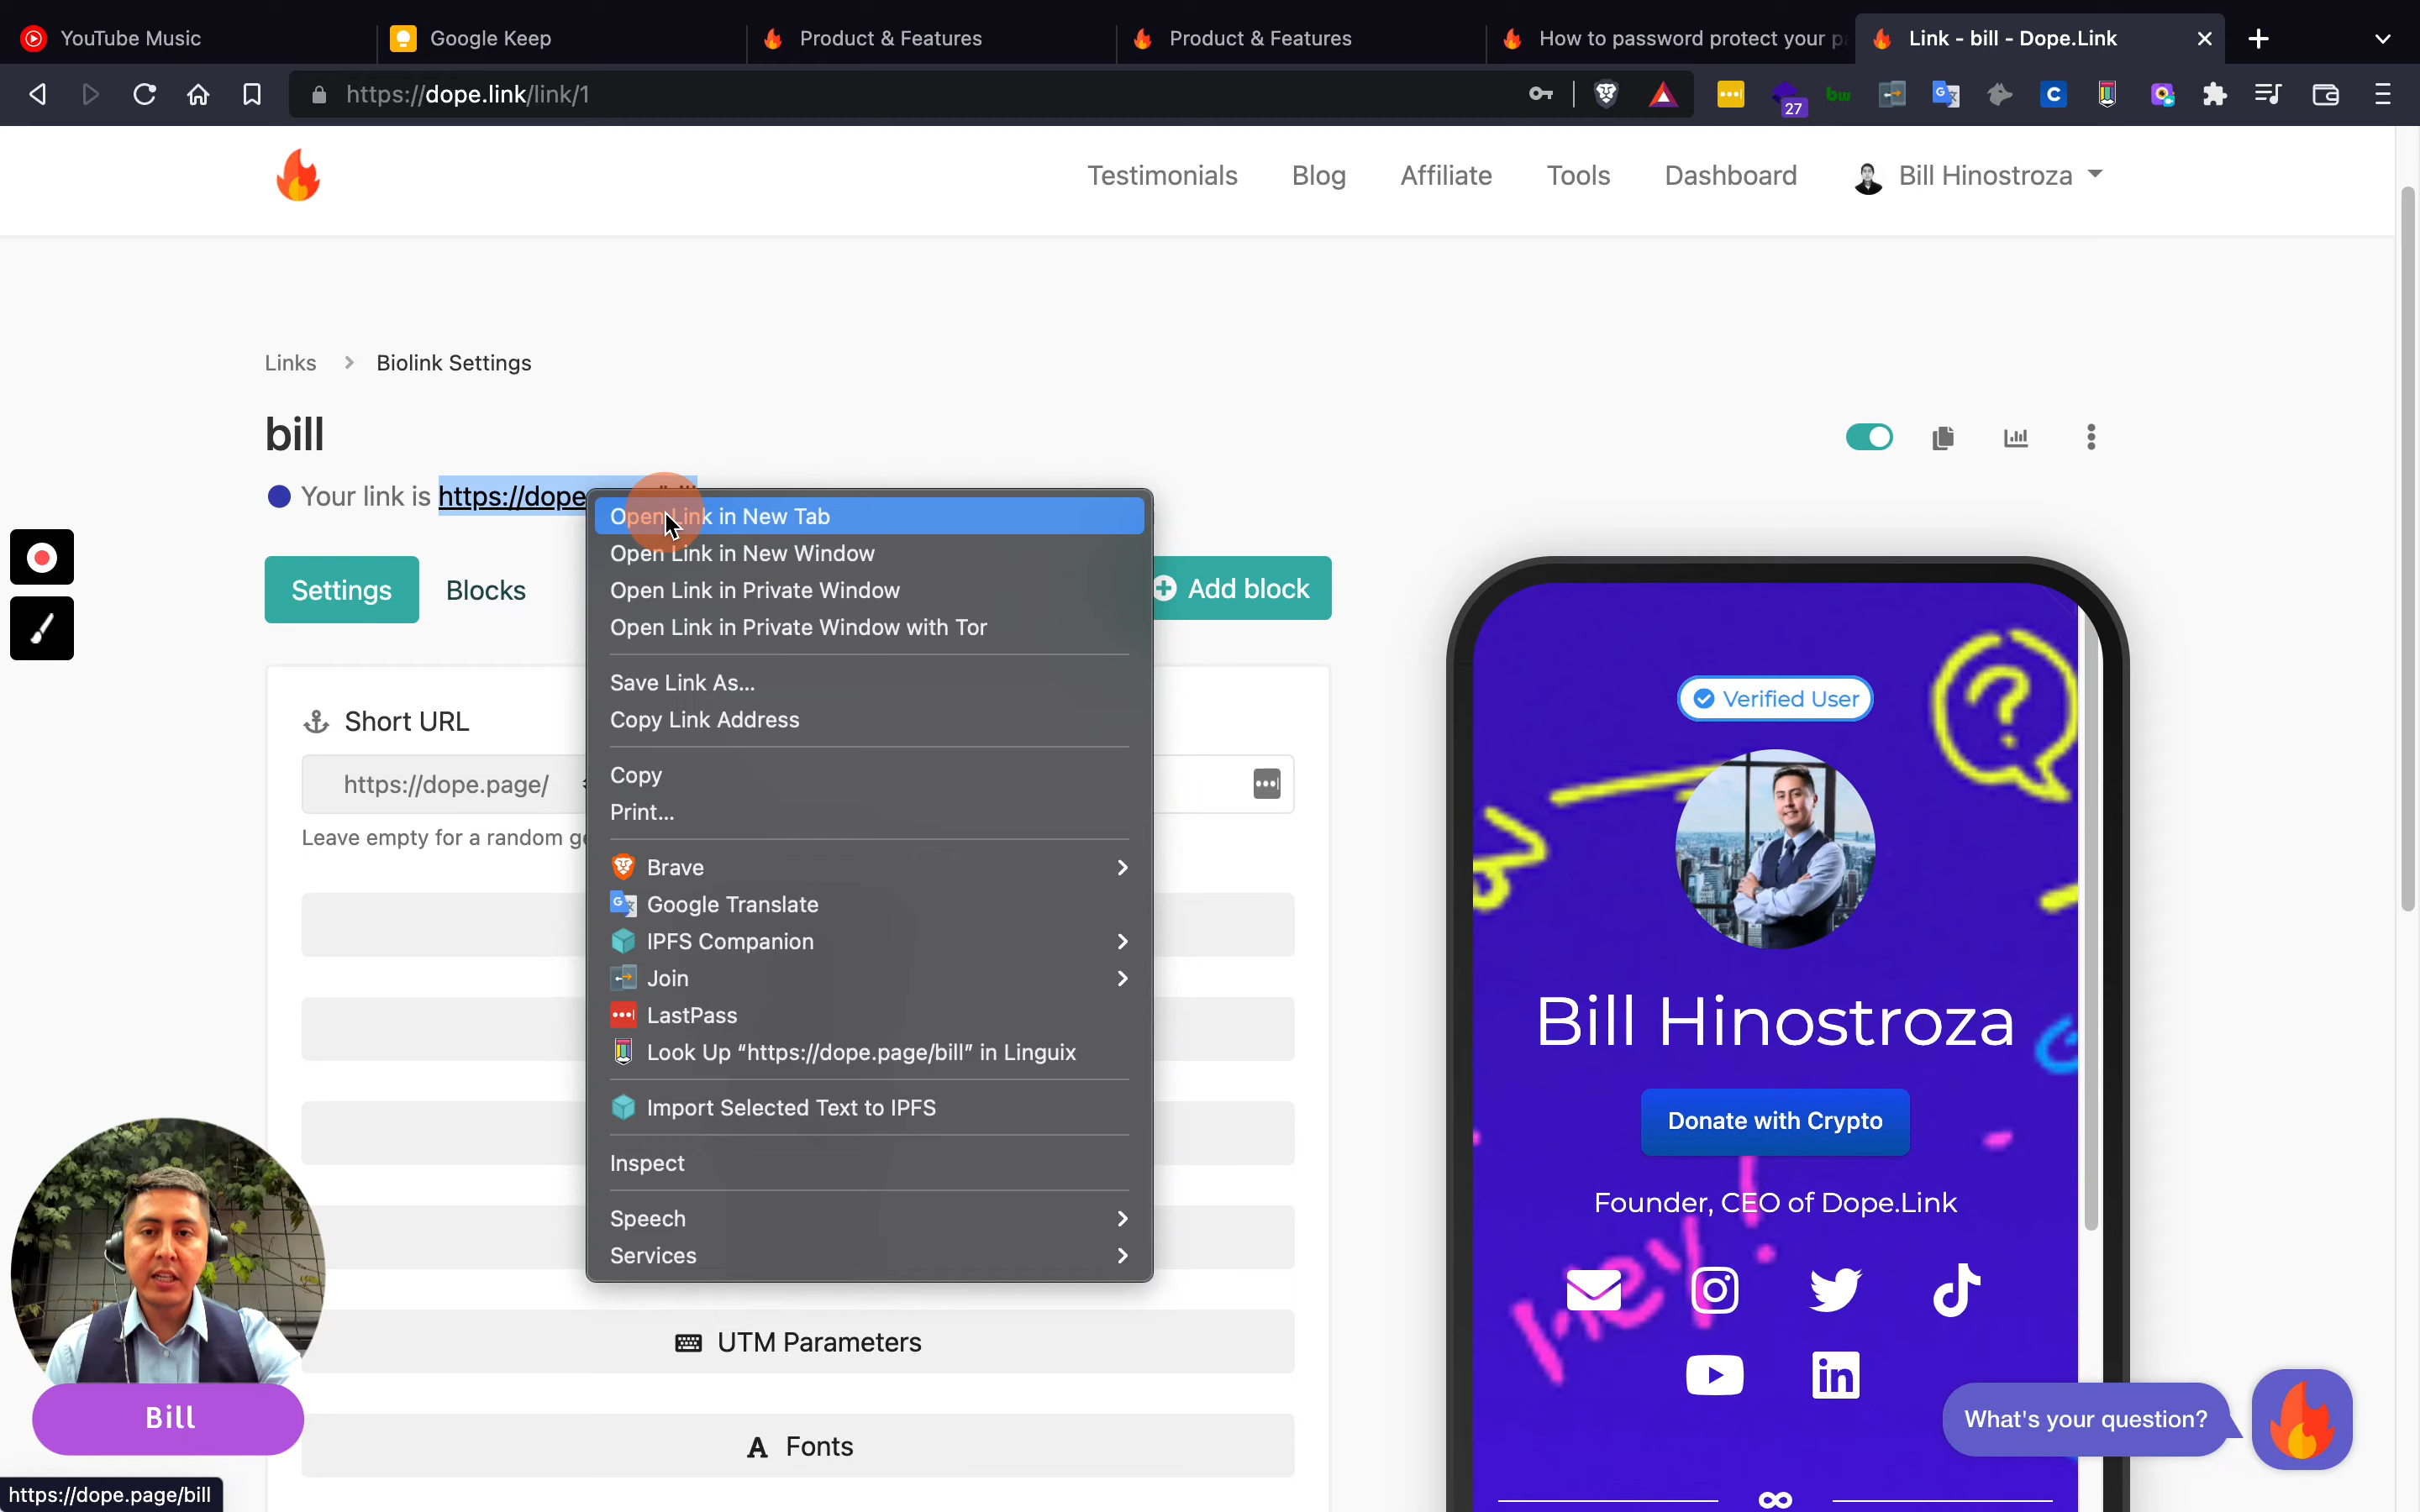 YouTube Music
Google Keep
Product & Features
Product & Features
How to password protect your pa
Link - bill - Dope.Link
https://dope.link/link/1
27
bw
C
Testimonials
Blog
Affiliate
Tools
Dashboard
Bill Hinostroza
Links
Biolink Settings
bill
Your link is https://dope
Settings
Blocks
Add block
Open Link in New Tab
Open Link in New Window
Open Link in Private Window
Open Link in Private Window with Tor
Save Link As...
Copy Link Address
Copy
Print...
Brave
Google Translate
IPFS Companion
Join
LastPass
Look Up “https://dope.page/bill” in Linguix
Import Selected Text to IPFS
Inspect
Speech
Services
Short URL
https://dope.page/
Leave empty for a random ge
UTM Parameters
Fonts
Verified User
Bill Hinostroza
Donate with Crypto
Founder, CEO of Dope.Link
Hey!
What's your question?
Bill
https://dope.page/bill